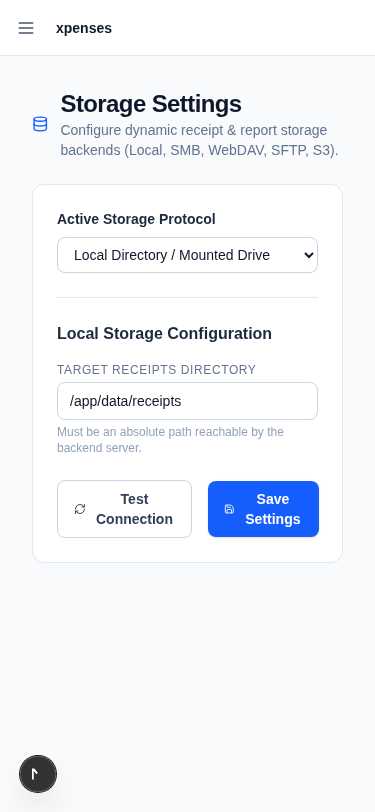 xpenses
Storage Settings
Configure dynamic receipt & report storage
backends (Local, SMB, WebDAV, SFTP, S3).
Active Storage Protocol
Local Directory / Mounted Drive
Local Storage Configuration
TARGET RECEIPTS DIRECTORY
/app/data/receipts
Must be an absolute path reachable by the
backend server.
Test
Connection
Save
Settings